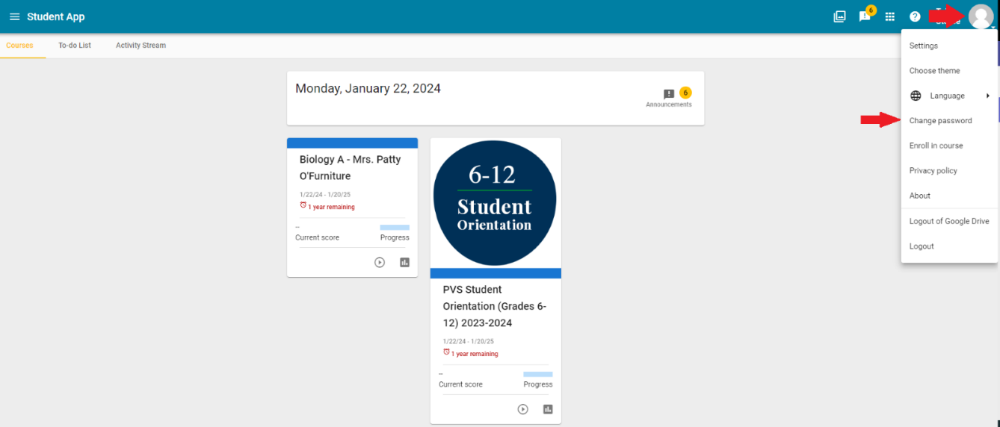 Student App
6
Courses
To-do List
Activity Stream
Monday, January 22, 2024
6
Announcements
Biology A - Mrs. Patty
O'Furniture
1/22/24 - 1/20/25
1 year remaining
--
Current score
Progress
6-12
Student
Orientation
PVS Student
Orientation (Grades 6-
12) 2023-2024
1/22/24 - 1/20/25
1 year remaining
--
Current score
Progress
Settings
Choose theme
Language
Change password
Enroll in course
Privacy policy
About
Logout of Google Drive
Logout